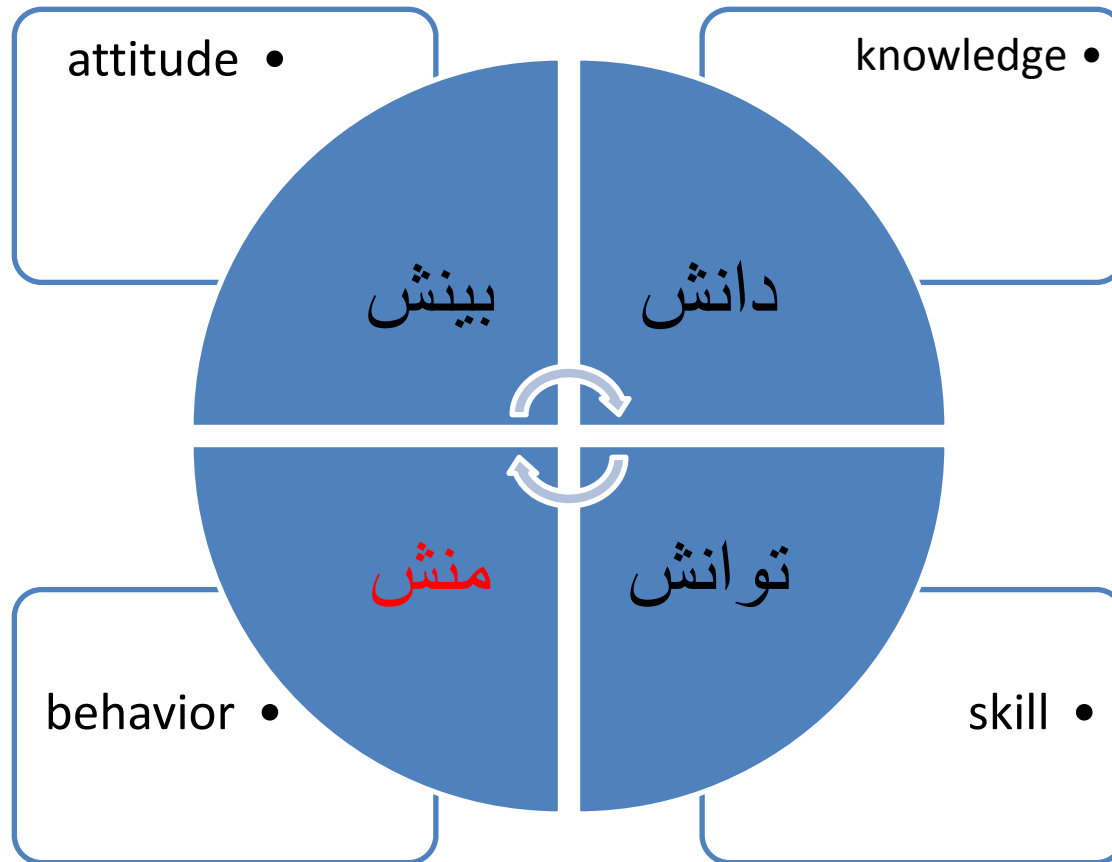 knowledge •
attitude •
دانش
بینش
توانش
منش
skill •
behavior •